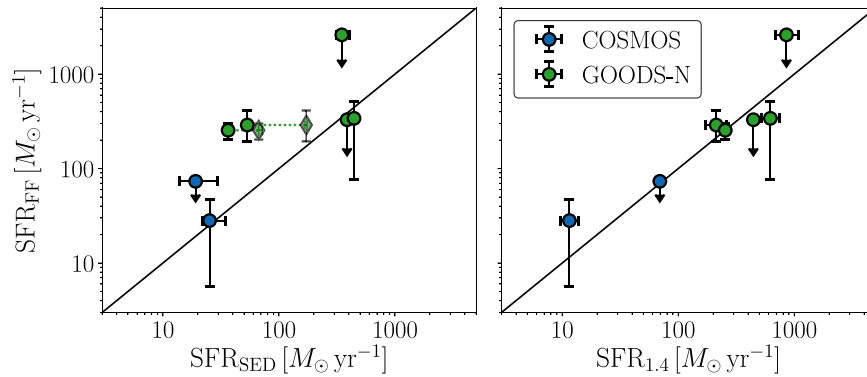 SFR_FF [M_⊙ yr⁻¹]
1000
100
10
10 100 1000
SFR_SED [M_⊙ yr⁻¹]
COSMOS
GOODS-N
10 100 1000
SFR_1.4 [M_⊙ yr⁻¹]